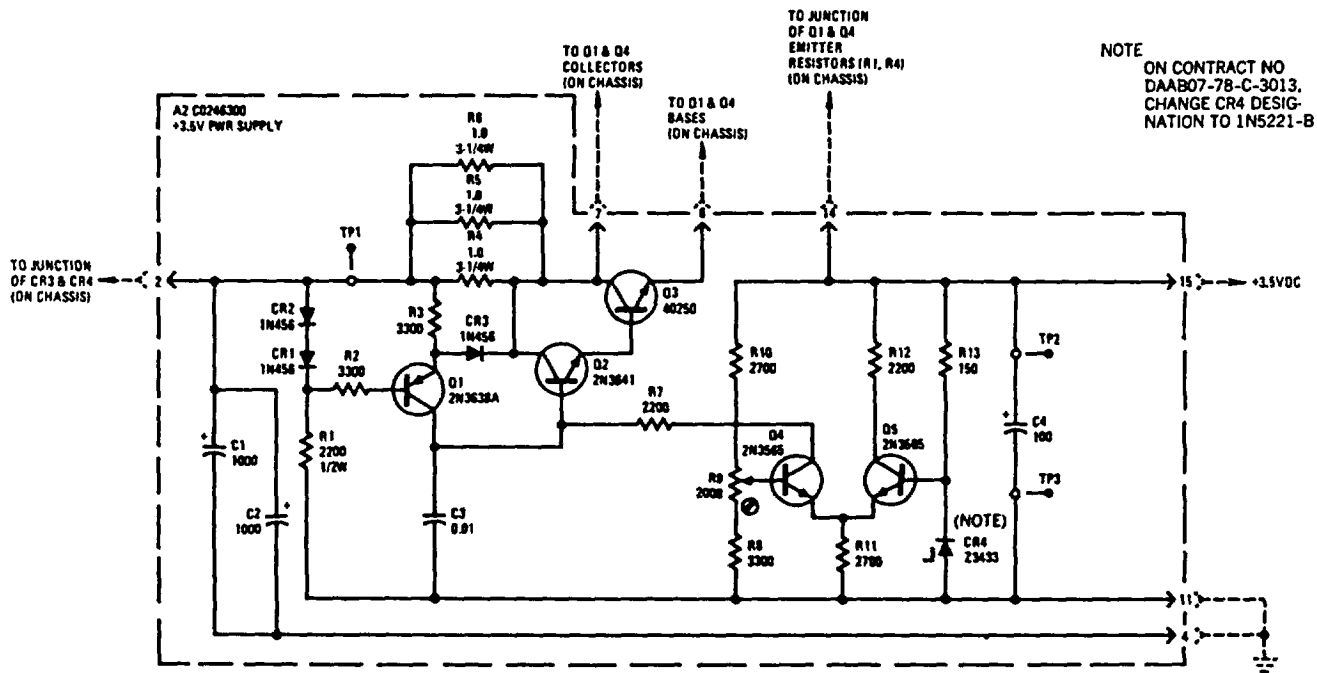 TO JUNCTION
OF Q1 & Q4
EMITTER
RESISTORS (R1, R4)
(ON CHASSIS)
NOTE
ON CONTRACT NO
DAAB07-78-C-3013,
CHANGE CR4 DESIG-
NATION TO 1N5221-B
TO Q1 & Q4
COLLECTORS
(ON CHASSIS)
TO Q1 & Q4
BASES
(ON CHASSIS)
A2 C0246300
+3.5V PWR SUPPLY
R6
1.0
3-1/4W
R5
1.0
3-1/4W
R4
1.0
3-1/4W
7
14
TP1
TO JUNCTION
OF CR3 & CR4
(ON CHASSIS)
2
15
+3.5VDC
CR2
1N456
R3
3300
CR3
1N456
Q3
40250
CR1
1N456
R2
3300
Q1
2N3638A
Q2
2N3641
R10
2700
R12
2200
R13
150
TP2
C4
100
TP3
R7
2200
Q4
2N3565
Q5
C1
1000
R1
2200
1/2W
R9
C2
1000
C3
0.01
R8
3300
R11
(NOTE)
CR4
Z3433
11
4